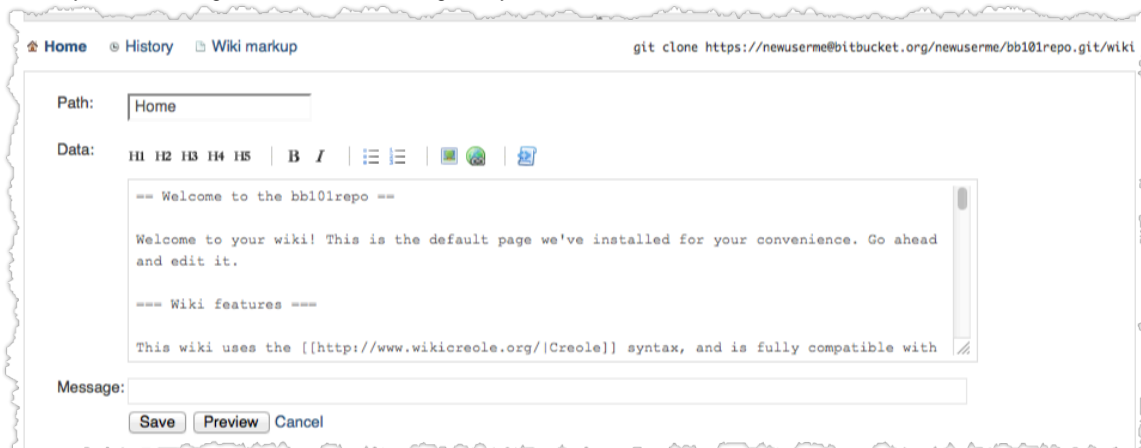 Home History Wiki markup git clone https://newuserme@bitbucket.org/newuserme/bb101repo.git/wiki
Path: Home
Data: H1 H2 H3 H4 H5 B I
== Welcome to the bb101repo ==
Welcome to your wiki! This is the default page we've installed for your convenience. Go ahead
and edit it.
=== Wiki features ===
This wiki uses the [[http://www.wikicreole.org/|Creole]] syntax, and is fully compatible with
Message:
Save Preview Cancel